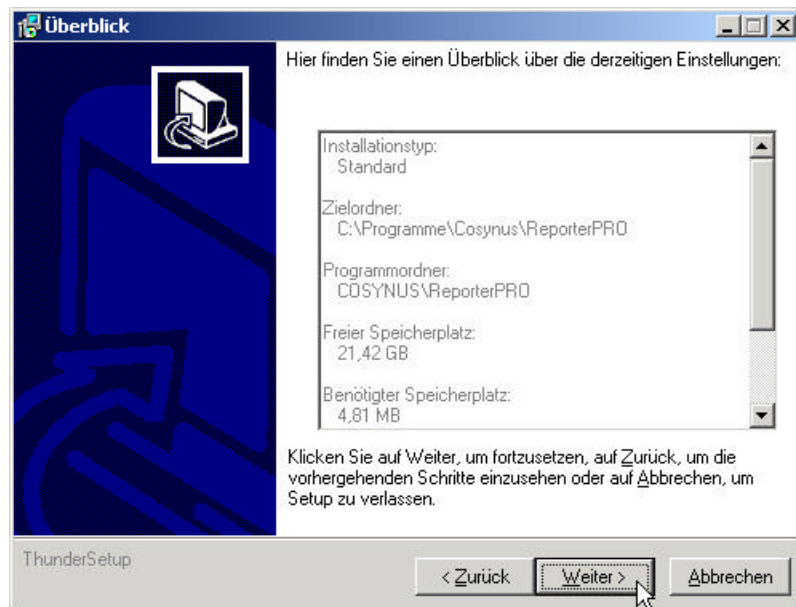 Überblick
Hier finden Sie einen Überblick über die derzeitigen Einstellungen:
Installationstyp:
Standard
Zielordner:
C:\Programme\Cosynus\ReporterPRO
Programmordner:
COSYNUS\ReporterPRO
Freier Speicherplatz:
21,42 GB
Benötigter Speicherplatz:
4,81 MB
Klicken Sie auf Weiter, um fortzusetzen, auf Zurück, um die
vorhergehenden Schritte einzusehen oder auf Abbrechen, um
Setup zu verlassen.
ThunderSetup
< Zurück
Weiter >
Abbrechen